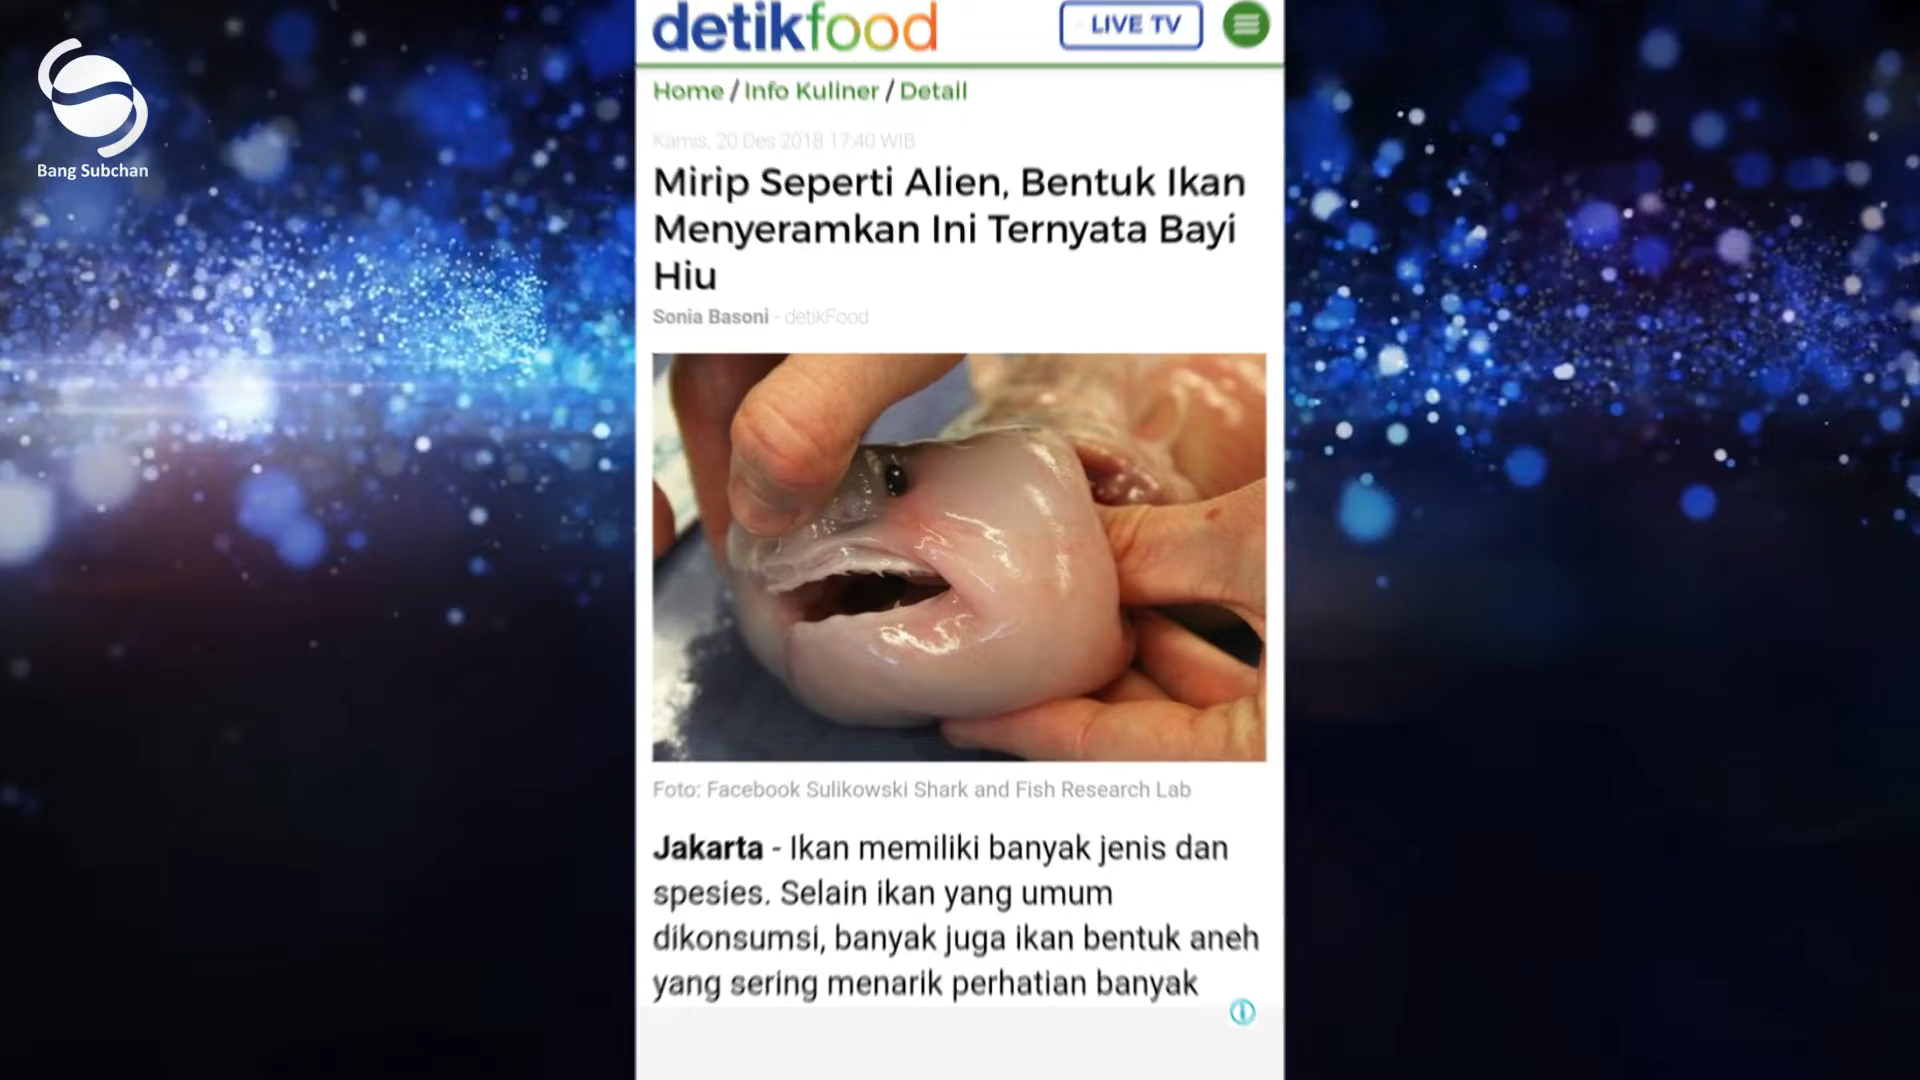 Bang Subchan
detikfood
LIVE TV
Home / Info Kuliner / Detail
Kamis, 20 Des 2018 17:40 WIB
Mirip Seperti Alien, Bentuk Ikan
Menyeramkan Ini Ternyata Bayi
Hiu
Sonia Basoni - detikFood
Foto: Facebook Sulikowski Shark and Fish Research Lab
Jakarta - Ikan memiliki banyak jenis dan
spesies. Selain ikan yang umum
dikonsumsi, banyak juga ikan bentuk aneh
yang sering menarik perhatian banyak